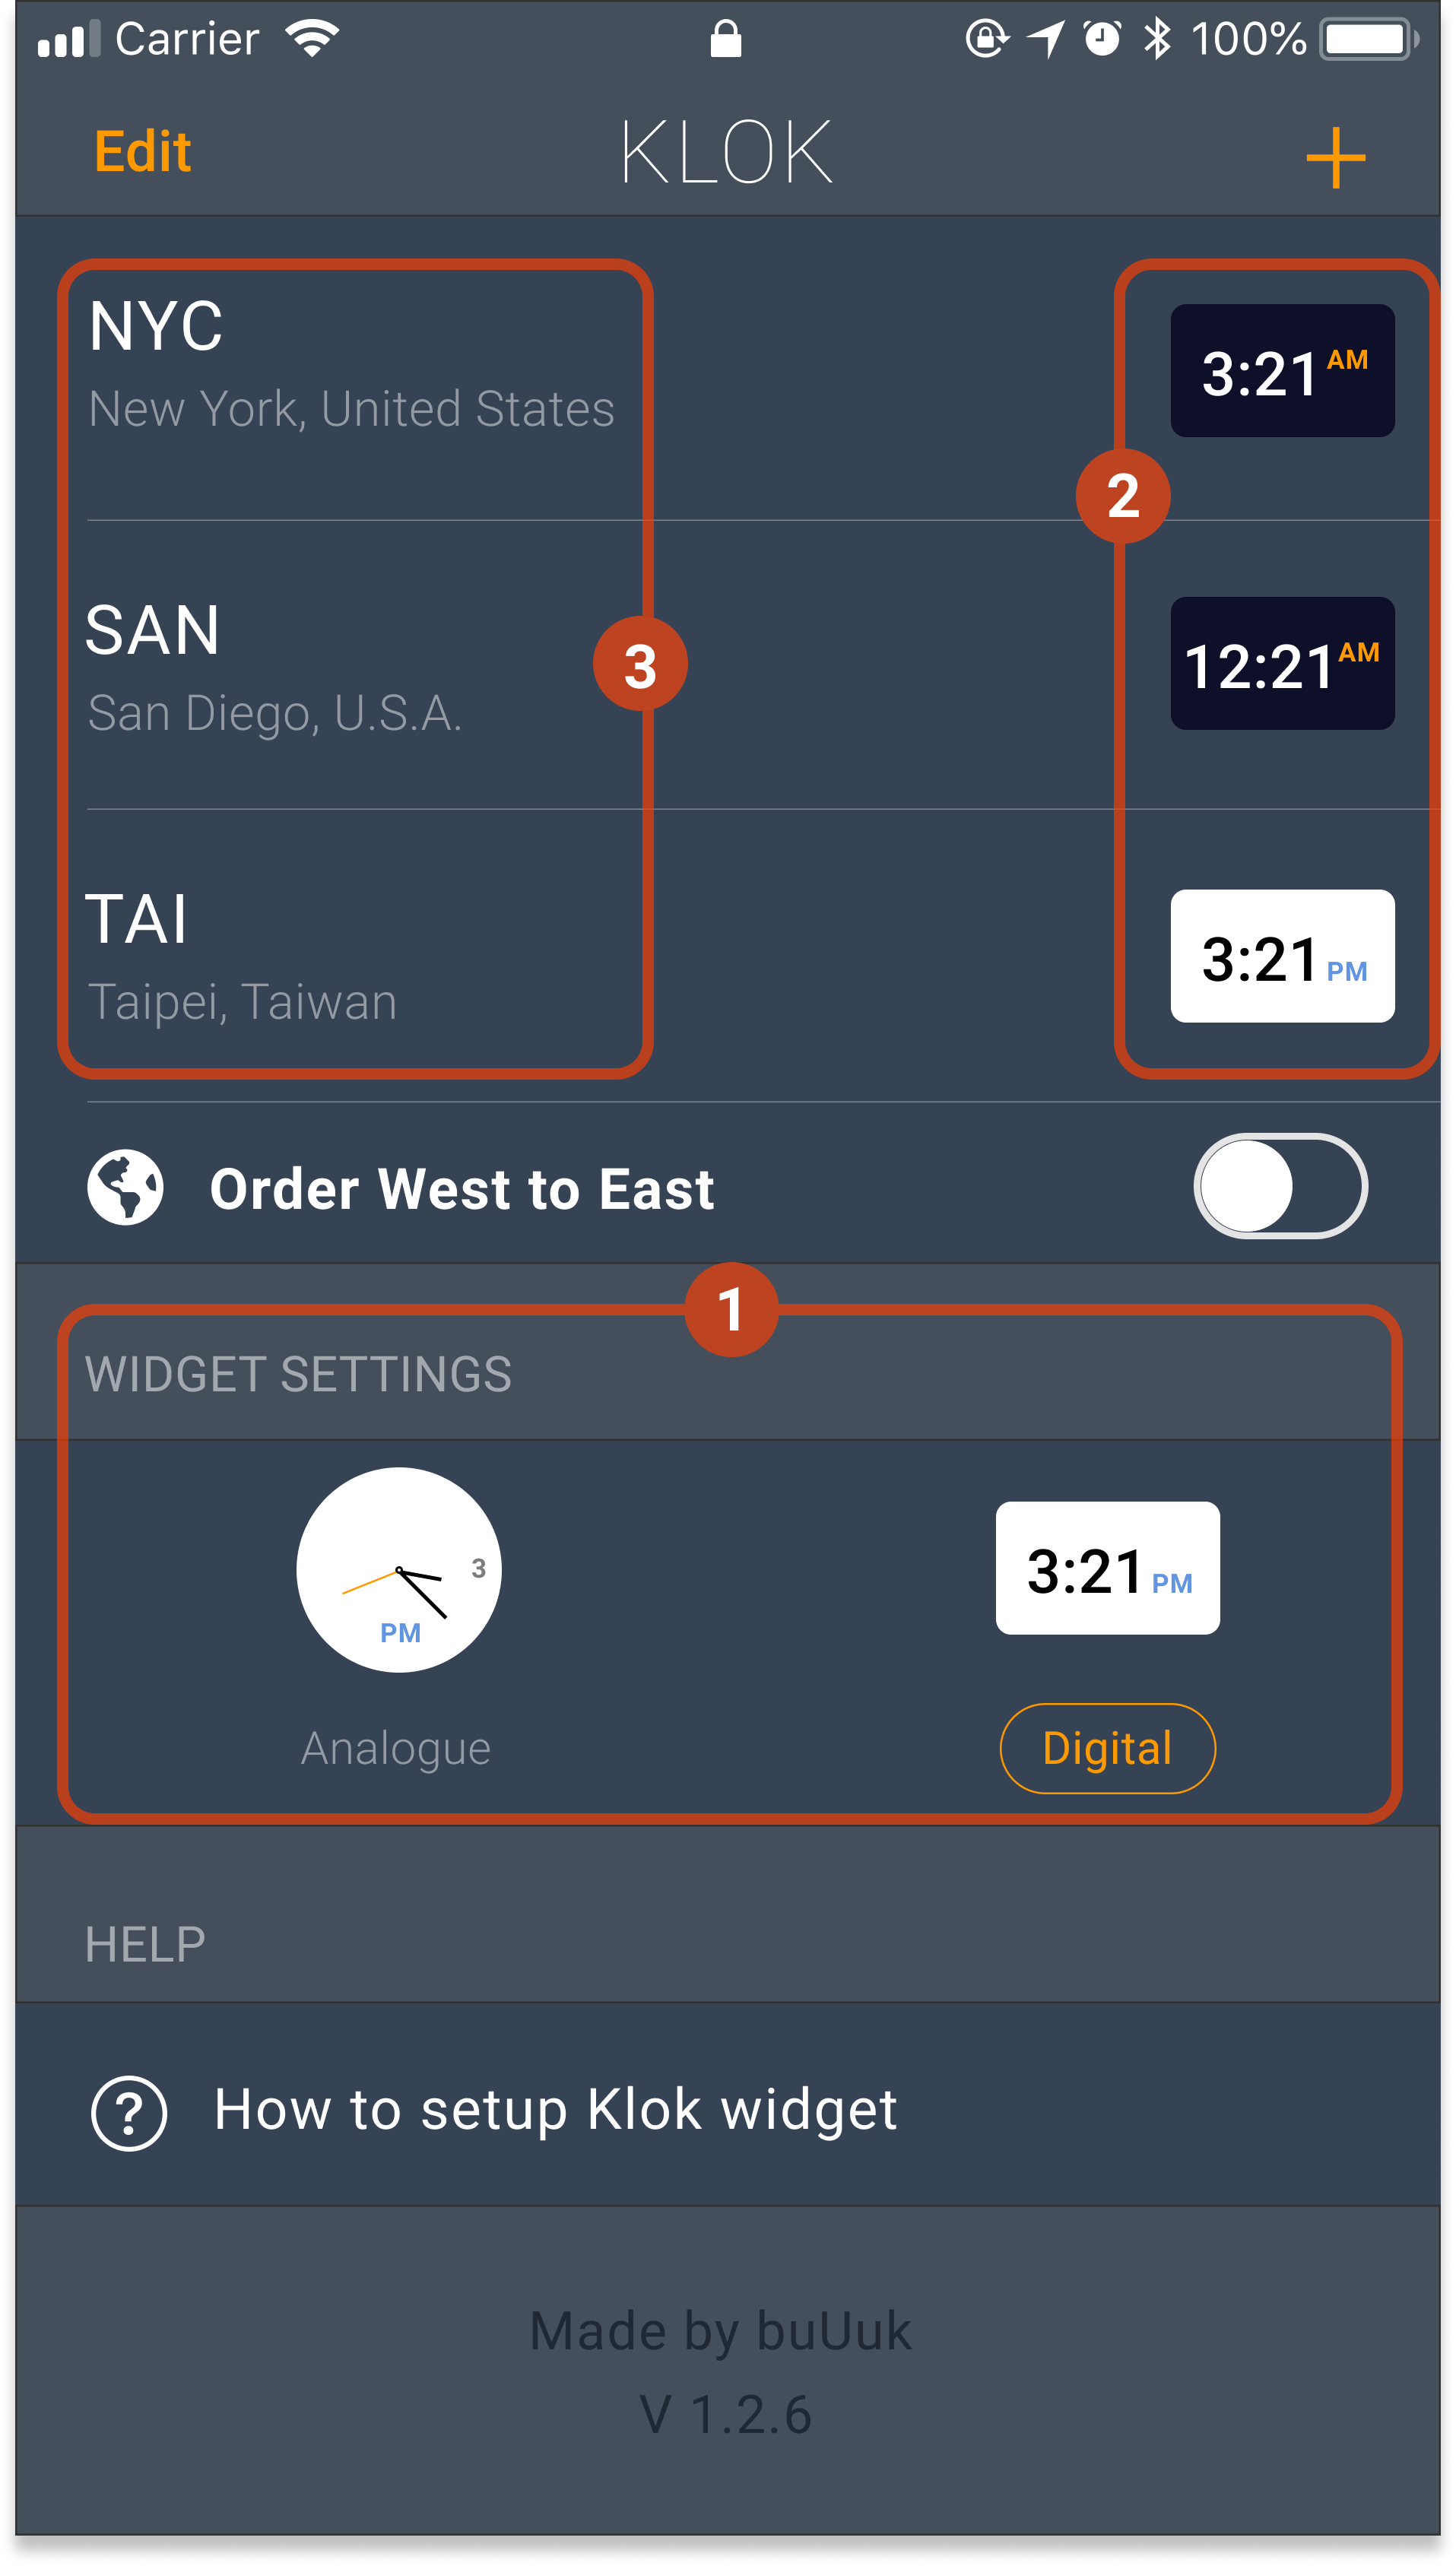 Carrier 100%
Edit KLOK +
NYC
New York, United States
3:21 AM
2
SAN
San Diego, U.S.A.
12:21 AM
3
TAI
Taipei, Taiwan
3:21 PM
Order West to East
1
WIDGET SETTINGS
3
PM
3:21 PM
Analogue
Digital
HELP
? How to setup Klok widget
Made by buUuk
V 1.2.6